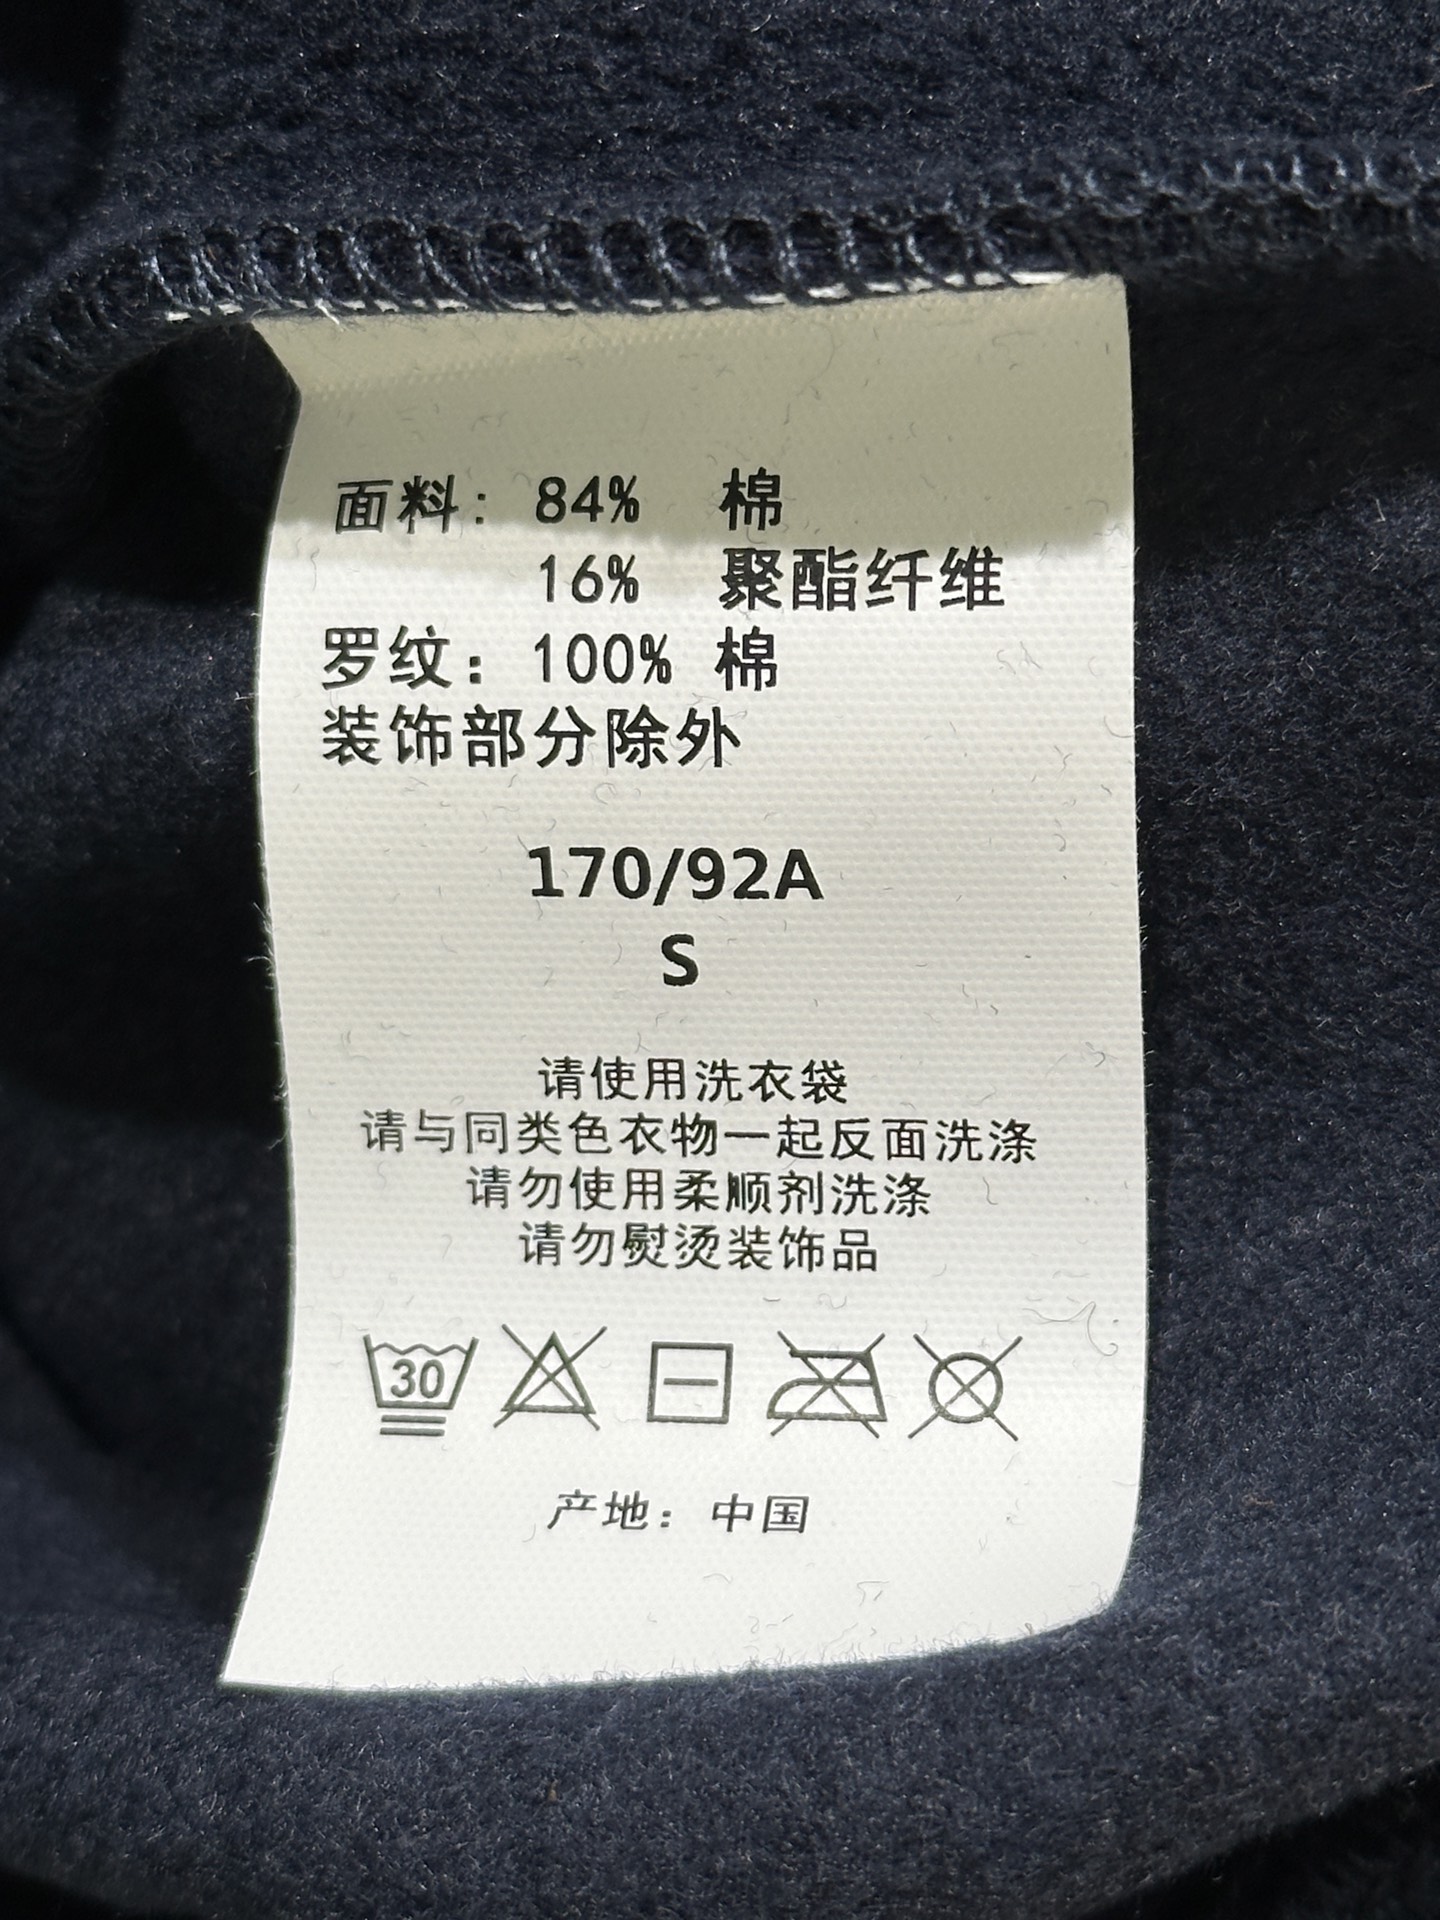 面料: 84% 棉
16% 聚酯纤维
罗纹: 100% 棉
装饰部分除外
170/92A
S
请使用洗衣袋
请与同类色衣物一起反面洗涤
请勿使用柔顺剂洗涤
请勿熨烫装饰品
30
产地: 中国